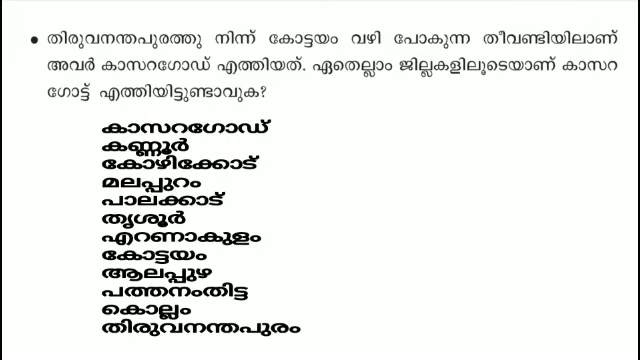 • തിരുവനന്തപുരത്തു നിന്ന് കോട്ടയം വഴി പോകുന്ന തീവണ്ടിയിലാണ്
അവർ കാസറഗോഡ് എത്തിയത്. ഏതെല്ലാം ജില്ലകളിലൂടെയാണ് കാസറ
ഗോട്ട് എത്തിയിട്ടുണ്ടാവുക?
കാസറഗോഡ്
കണ്ണൂർ
കോഴിക്കോട്
മലപ്പുറം
പാലക്കാട്
തൃശൂർ
എറണാകുളം
കോട്ടയം
ആലപ്പുഴ
പത്തനംതിട്ട
കൊല്ലം
തിരുവനന്തപുരം